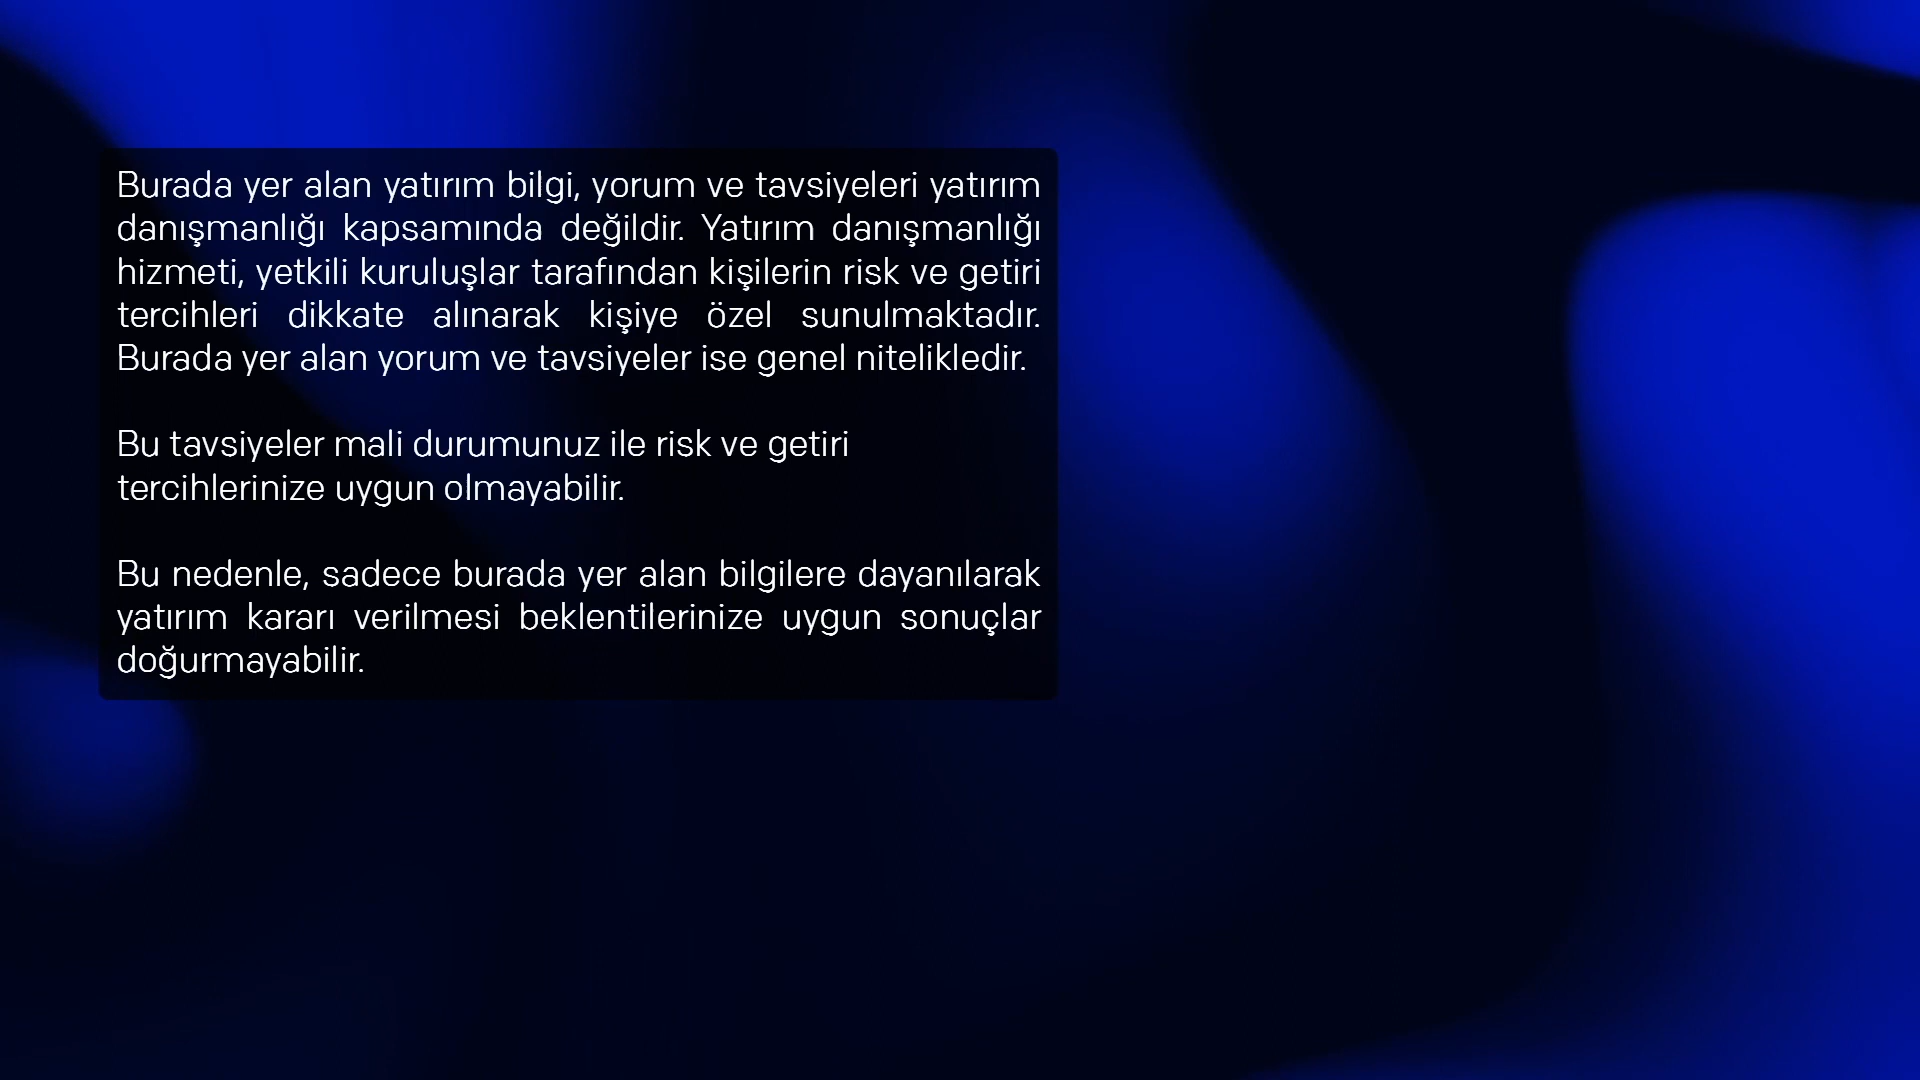 Burada yer alan yatırım bilgi, yorum ve tavsiyeleri yatırım
danışmanlığı kapsamında değildir. Yatırım danışmanlığı
hizmeti, yetkili kuruluşlar tarafından kişilerin risk ve getiri
tercihleri dikkate alınarak kişiye özel sunulmaktadır.
Burada yer alan yorum ve tavsiyeler ise genel nitelikledir.
Bu tavsiyeler mali durumunuz ile risk ve getiri
tercihlerinize uygun olmayabilir.
Bu nedenle, sadece burada yer alan bilgilere dayanılarak
yatırım kararı verilmesi beklentilerinize uygun sonuçlar
doğurmayabilir.